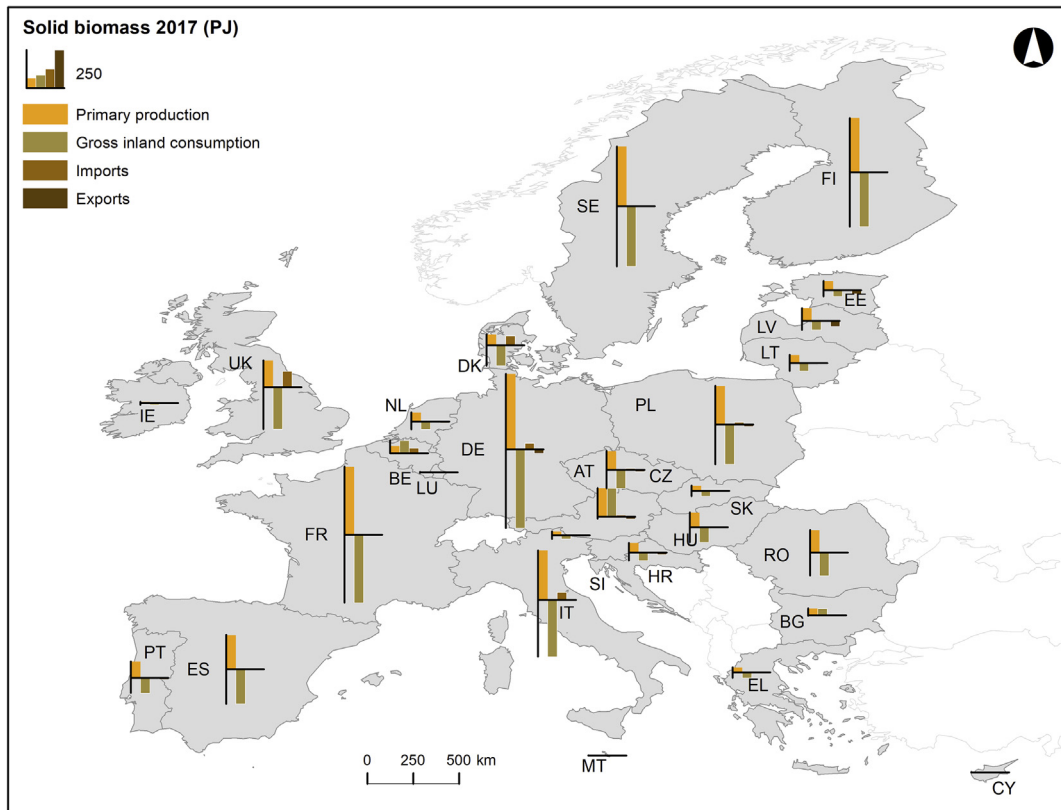 Solid biomass 2017 (PJ)
250
Primary production
Gross inland consumption
Imports
Exports
FI
SE
EE
LV
LT
UK
DK
IE
NL
PL
DE
BE
LU
AT
CZ
SK
FR
HU
RO
SI
HR
IT
BG
PT
ES
EL
0 250 500 km
MT
CY